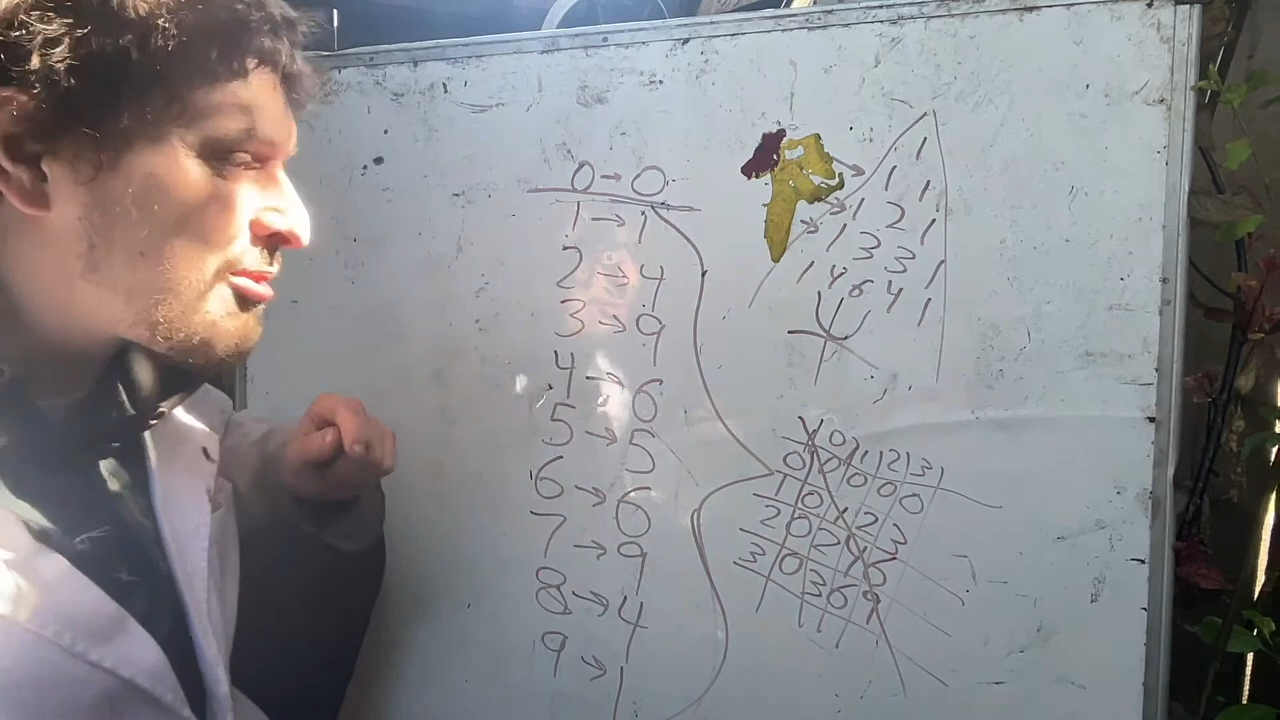 0 → 0
1 → 1
2 → 4
3 → 9
4 → 6
5 → 5
6 → 6
7 → 9
8 → 4
9 → 1
1
1 1
1 2 1
1 3 3 1
1 4 6 4 1
X 0 1 2 3
0 0 0 0 0
1 0 1 2 3
2 0 2 4 6
3 0 3 6 9